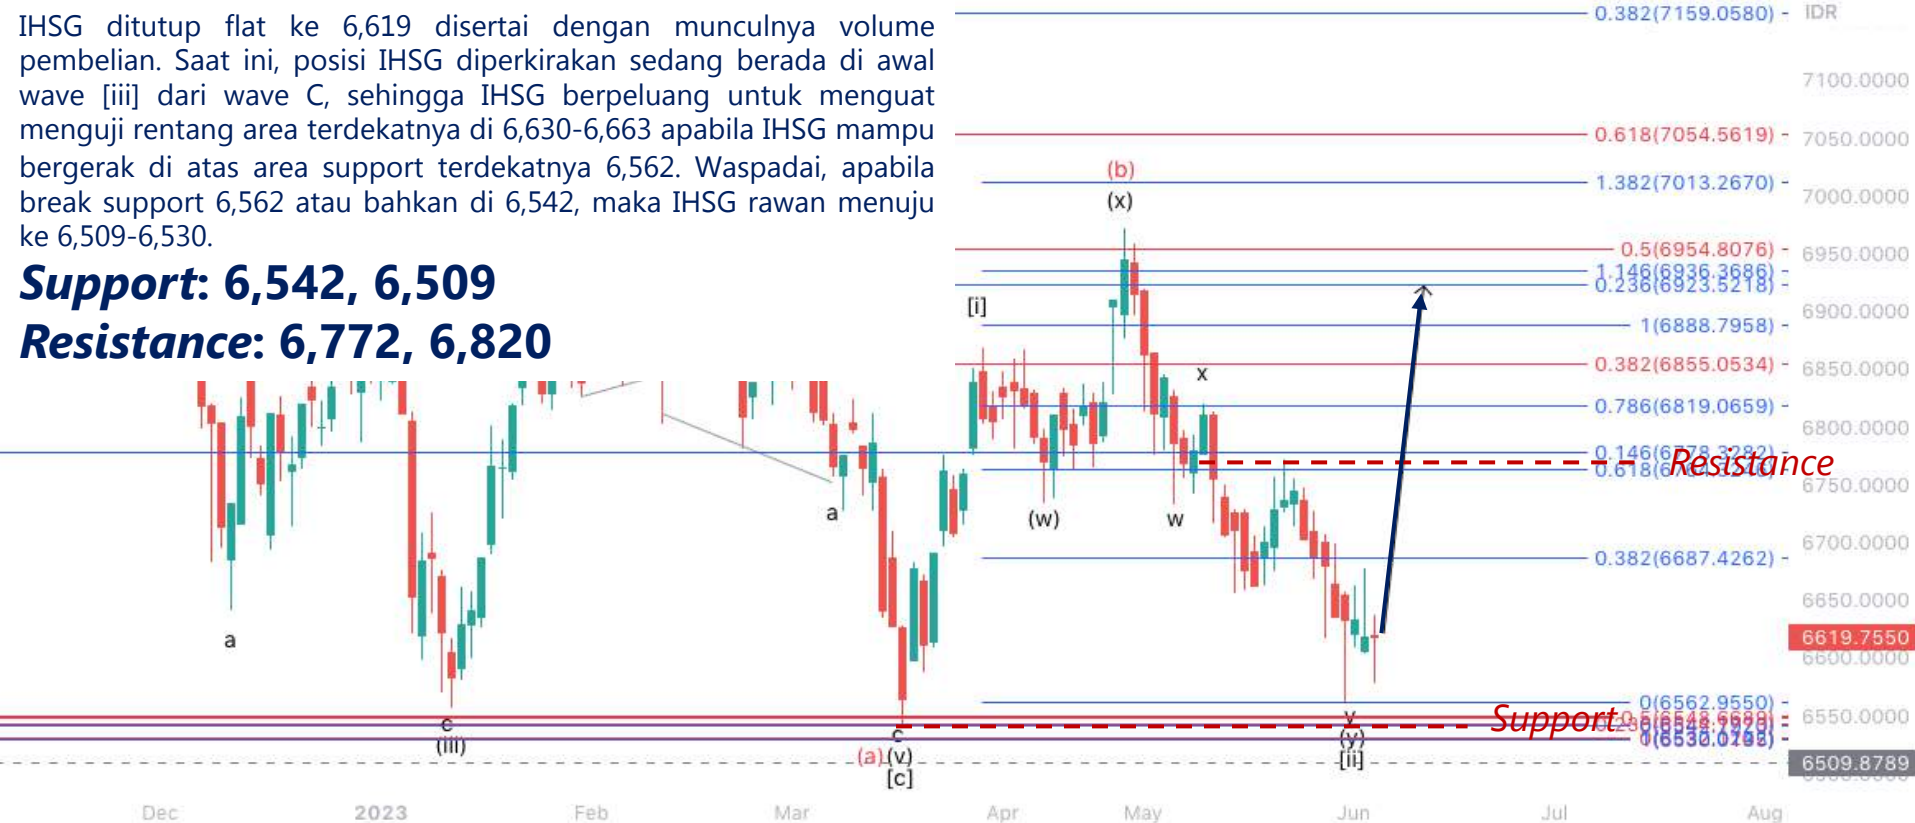 IHSG ditutup flat ke 6,619 disertai dengan munculnya volume
pembelian. Saat ini, posisi IHSG diperkirakan sedang berada di awal
wave [iii] dari wave C, sehingga IHSG berpeluang untuk menguat
menguji rentang area terdekatnya di 6,630-6,663 apabila IHSG mampu
bergerak di atas area support terdekatnya 6,562. Waspadai, apabila
break support 6,562 atau bahkan di 6,542, maka IHSG rawan menuju
ke 6,509-6,530.
Support: 6,542, 6,509
Resistance: 6,772, 6,820
0.382(7159.0580)
IDR
7100.0000
0.618(7054.5619)
7050.0000
(b)
1.382(7013.2670)
(x)
7000.0000
0.5(6954.8076)
6950.0000
1.146(6936.3686)
0.236(6923.5218)
[i]
6900.0000
1(6888.7958)
0.382(6855.0534)
6850.0000
x
0.786(6819.0659)
6800.0000
0.146(6778.3282)
Resistance
6750.0000
a
(w)
w
6700.0000
0.382(6687.4262)
6650.0000
a
6619.7550
6600.0000
0(6562.9550)
Support
6550.0000
c
(iii)
c
(a)
(v)
[c]
v
(y)
[ii]
6509.8789
Dec
2023
Feb
Mar
Apr
May
Jun
Jul
Aug